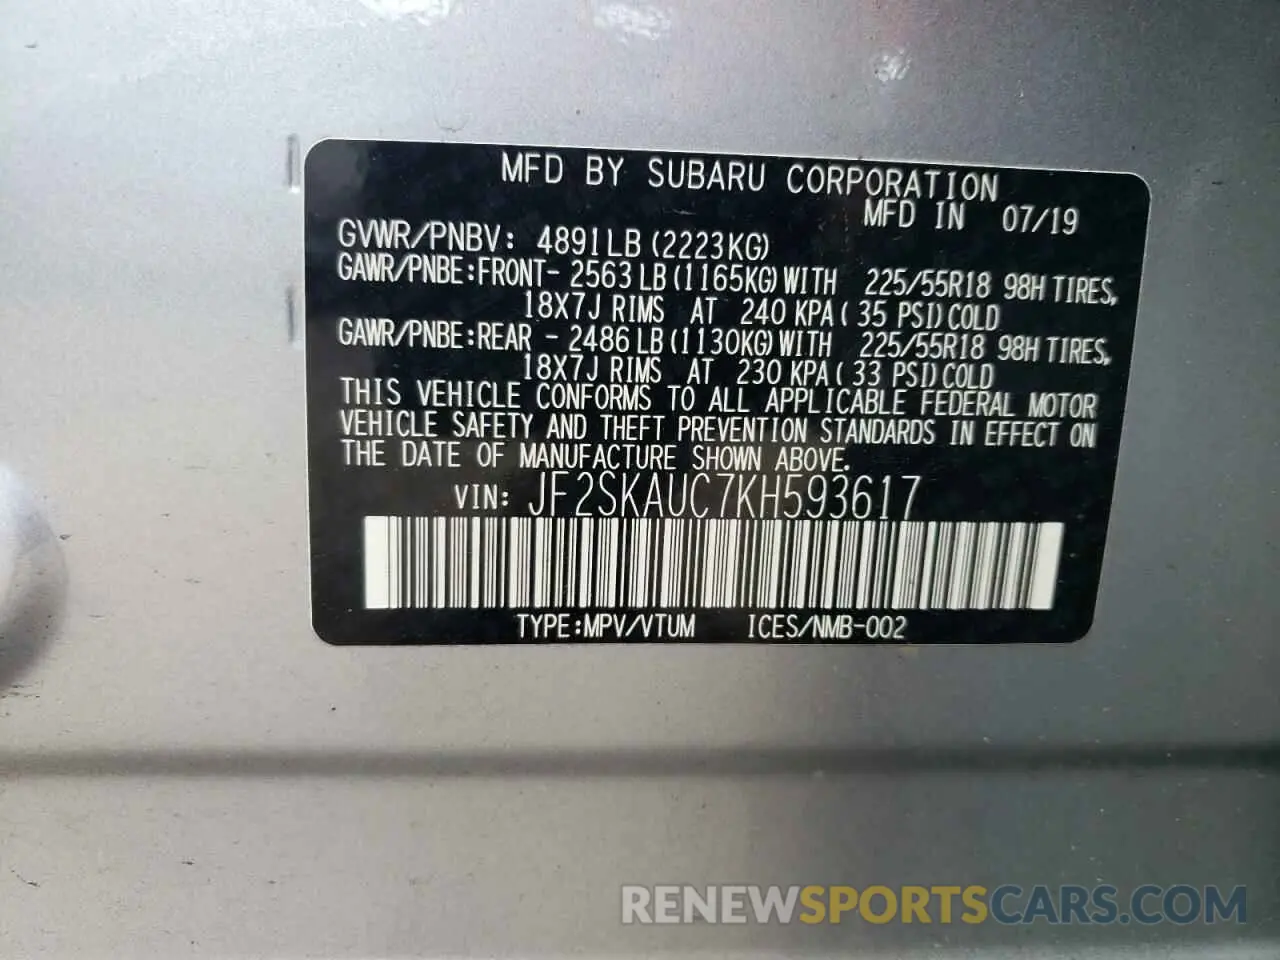 MFD BY SUBARU CORPORATION
MFD IN 07/19
GVWR/PNBV: 4891LB (2223KG)
GAWR/PNBE:FRONT- 2563 LB (1165KG) WITH 225/55R18 98H TIRES,
18X7J RIMS AT 240 KPA ( 35 PSI) COLD
GAWR/PNBE:REAR - 2486 LB (1130KG) WITH 225/55R18 98H TIRES,
18X7J RIMS AT 230 KPA ( 33 PSI) COLD
THIS VEHICLE CONFORMS TO ALL APPLICABLE FEDERAL MOTOR
VEHICLE SAFETY AND THEFT PREVENTION STANDARDS IN EFFECT ON
THE DATE OF MANUFACTURE SHOWN ABOVE.
VIN: JF2SKAUC7KH593617
TYPE:MPV/VTUM ICES/NMB-002
RENEWSPORTSCARS.COM